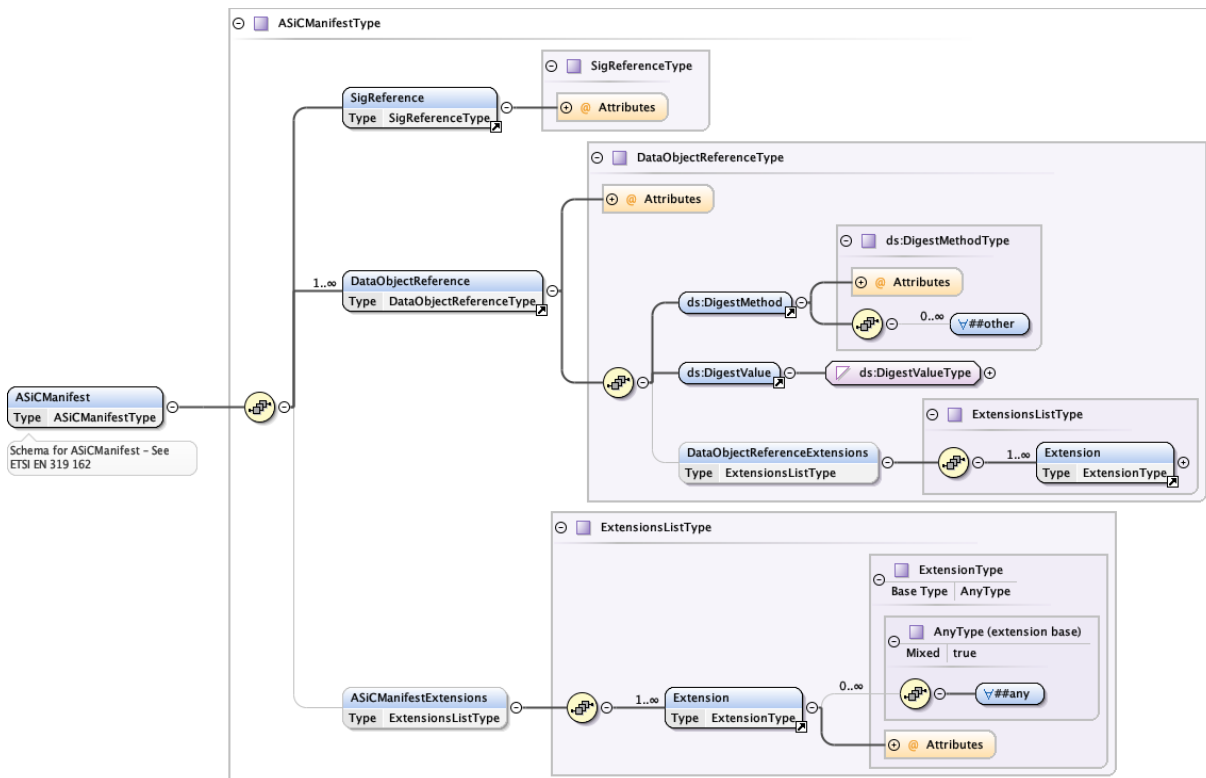 ASiCManifestType
SigReferenceType
SigReference
Type SigReferenceType
@ Attributes
DataObjectReferenceType
@ Attributes
ds:DigestMethodType
@ Attributes
1..∞
DataObjectReference
Type DataObjectReferenceType
ds:DigestMethod
0..∞
∀##other
ds:DigestValue
ds:DigestValueType
ASiCManifest
Type ASiCManifestType
Schema for ASiCManifest – See
ETSI EN 319 162
ExtensionsListType
DataObjectReferenceExtensions
Type ExtensionsListType
1..∞
Extension
Type ExtensionType
ExtensionsListType
ExtensionType
Base Type AnyType
AnyType (extension base)
Mixed true
ASiCManifestExtensions
Type ExtensionsListType
1..∞
Extension
Type ExtensionType
0..∞
∀##any
@ Attributes